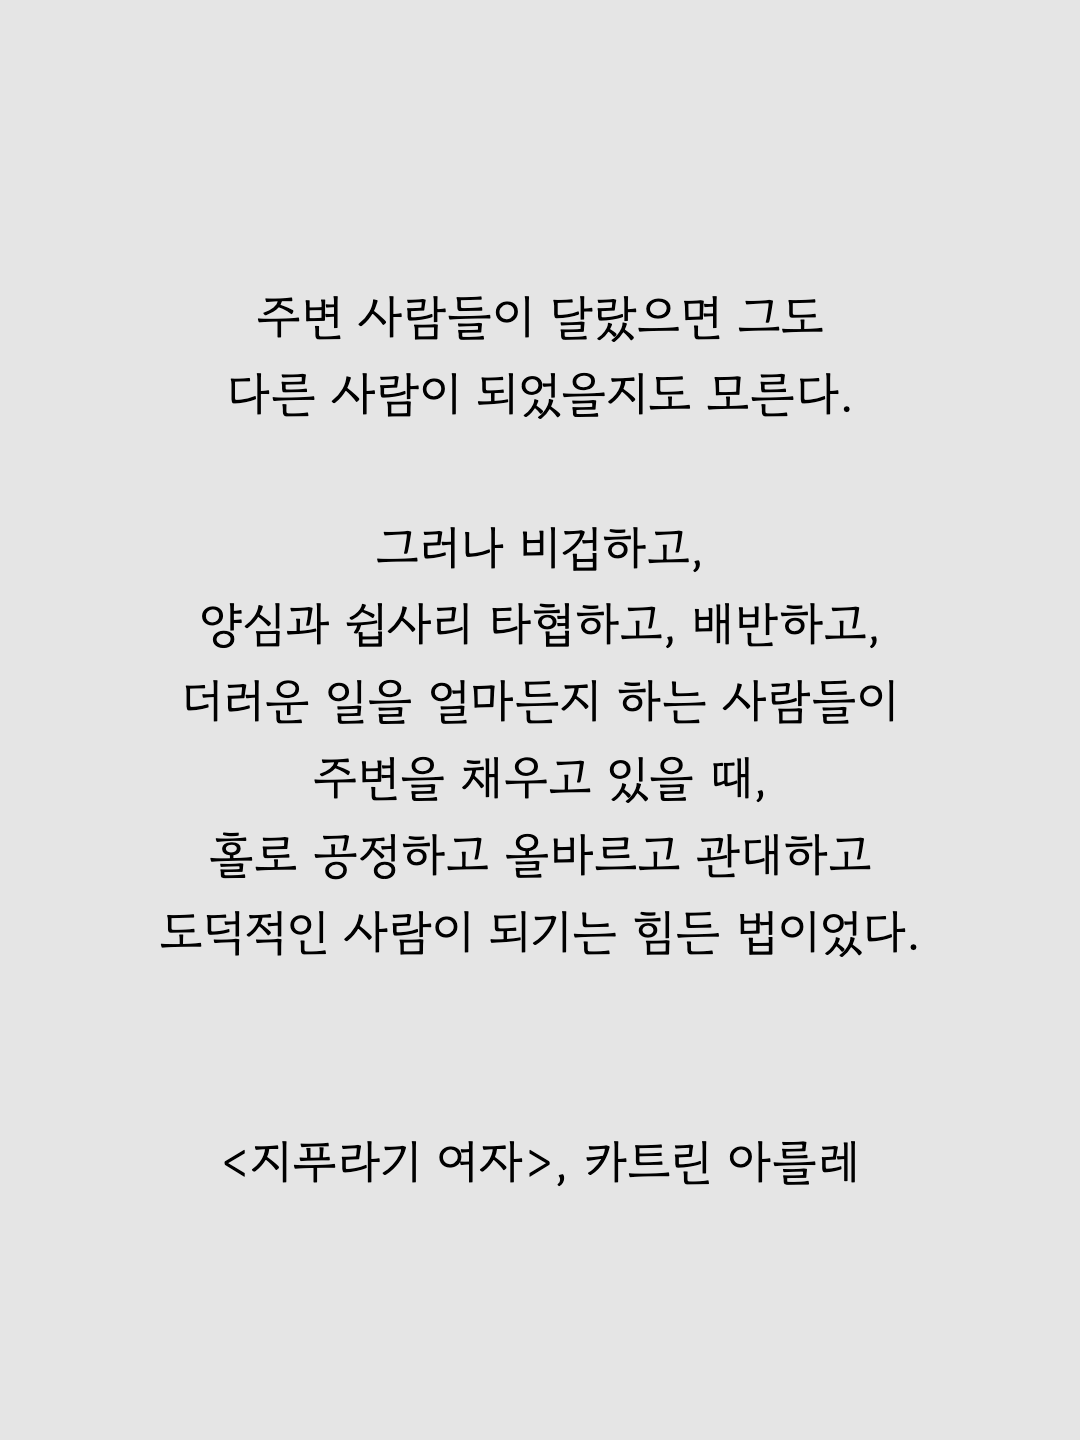 주변 사람들이 달랐으면 그도
다른 사람이 되었을지도 모른다.
그러나 비겁하고,
양심과 쉽사리 타협하고, 배반하고,
더러운 일을 얼마든지 하는 사람들이
주변을 채우고 있을 때,
홀로 공정하고 올바르고 관대하고
도덕적인 사람이 되기는 힘든 법이었다.
<지푸라기 여자>, 카트린 아를레